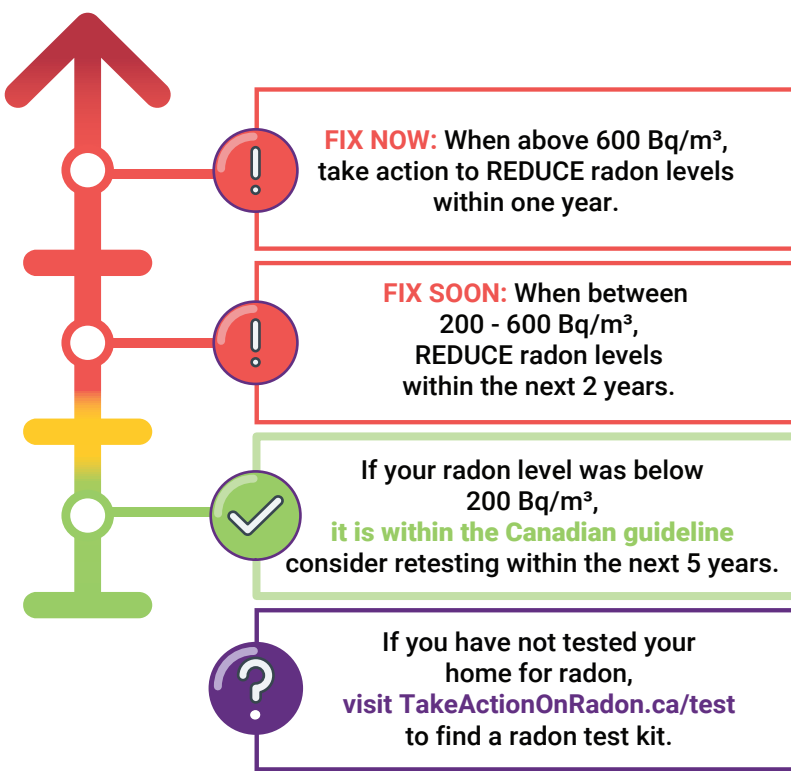 FIX NOW: When above 600 Bq/m³,
take action to REDUCE radon levels
within one year.
FIX SOON: When between
200 - 600 Bq/m³,
REDUCE radon levels
within the next 2 years.
If your radon level was below
200 Bq/m³,
it is within the Canadian guideline
consider retesting within the next 5 years.
If you have not tested your
home for radon,
visit TakeActionOnRadon.ca/test
to find a radon test kit.